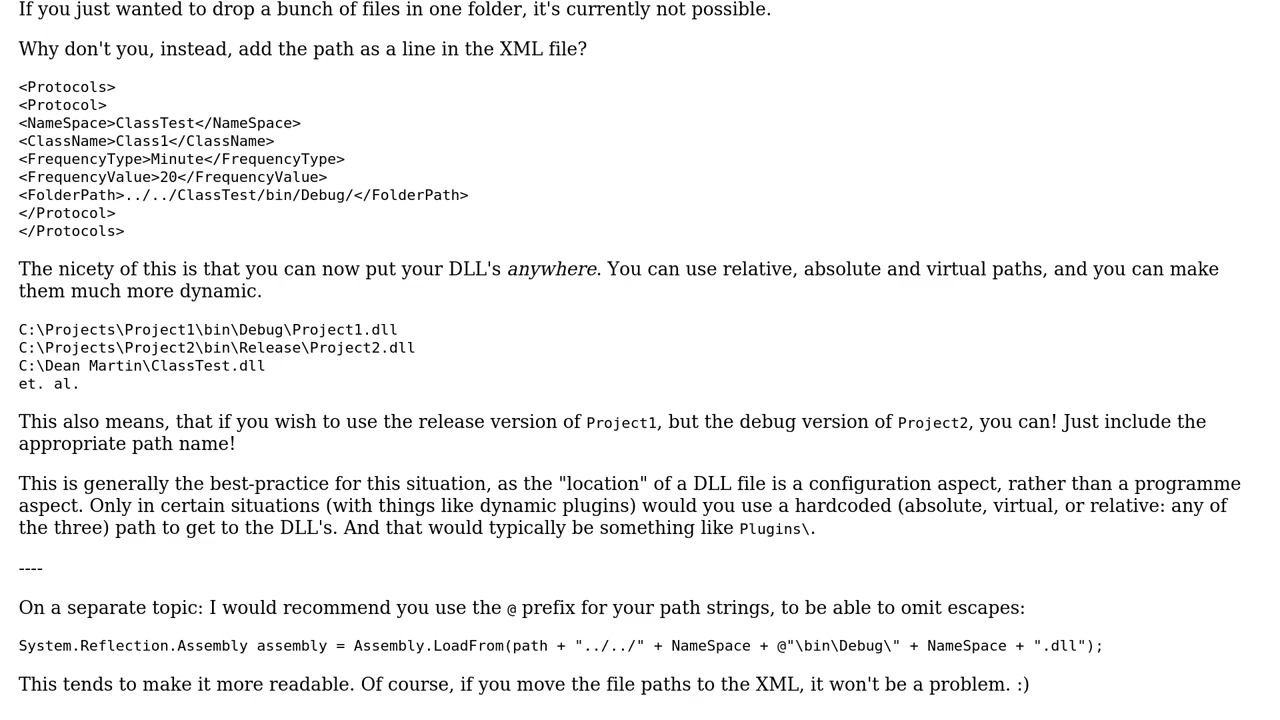 If you just wanted to drop a bunch of files in one folder, it's currently not possible.
Why don't you, instead, add the path as a line in the XML file?
<Protocols>
<Protocol>
<NameSpace>ClassTest</NameSpace>
<ClassName>Class1</ClassName>
<FrequencyType>Minute</FrequencyType>
<FrequencyValue>20</FrequencyValue>
<FolderPath>../../ClassTest/bin/Debug/</FolderPath>
</Protocol>
</Protocols>
The nicety of this is that you can now put your DLL's anywhere. You can use relative, absolute and virtual paths, and you can make
them much more dynamic.
C:\Projects\Project1\bin\Debug\Project1.dll
C:\Projects\Project2\bin\Release\Project2.dll
C:\Dean Martin\ClassTest.dll
et. al.
This also means, that if you wish to use the release version of Project1, but the debug version of Project2, you can! Just include the
appropriate path name!
This is generally the best-practice for this situation, as the "location" of a DLL file is a configuration aspect, rather than a programme
aspect. Only in certain situations (with things like dynamic plugins) would you use a hardcoded (absolute, virtual, or relative: any of
the three) path to get to the DLL's. And that would typically be something like Plugins\.
----
On a separate topic: I would recommend you use the @ prefix for your path strings, to be able to omit escapes:
System.Reflection.Assembly assembly = Assembly.LoadFrom(path + "../../" + NameSpace + @"\bin\Debug\" + NameSpace + ".dll");
This tends to make it more readable. Of course, if you move the file paths to the XML, it won't be a problem. :)